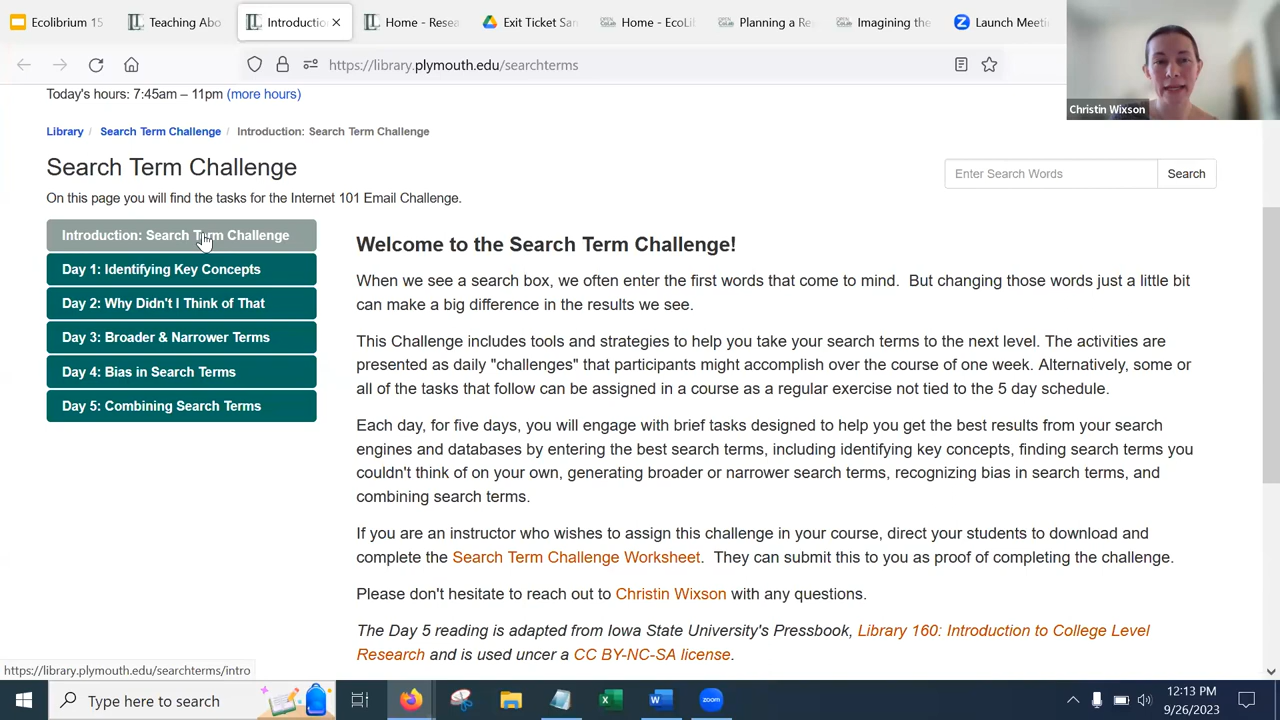 Ecolibrium 15
Teaching Abo
Introductio
Home - Resea
Exit Ticket Sam
Home - EcoLi
Planning a Re
Imagining the
Launch Meeti
https://library.plymouth.edu/searchterms
Christin Wixson
Today's hours: 7:45am – 11pm (more hours)
Library / Search Term Challenge / Introduction: Search Term Challenge
Search Term Challenge
Enter Search Words
Search
On this page you will find the tasks for the Internet 101 Email Challenge.
Introduction: Search Term Challenge
Day 1: Identifying Key Concepts
Day 2: Why Didn't I Think of That
Day 3: Broader & Narrower Terms
Day 4: Bias in Search Terms
Day 5: Combining Search Terms
Welcome to the Search Term Challenge!
When we see a search box, we often enter the first words that come to mind. But changing those words just a little bit
can make a big difference in the results we see.
This Challenge includes tools and strategies to help you take your search terms to the next level. The activities are
presented as daily "challenges" that participants might accomplish over the course of one week. Alternatively, some or
all of the tasks that follow can be assigned in a course as a regular exercise not tied to the 5 day schedule.
Each day, for five days, you will engage with brief tasks designed to help you get the best results from your search
engines and databases by entering the best search terms, including identifying key concepts, finding search terms you
couldn't think of on your own, generating broader or narrower search terms, recognizing bias in search terms, and
combining search terms.
If you are an instructor who wishes to assign this challenge in your course, direct your students to download and
complete the Search Term Challenge Worksheet. They can submit this to you as proof of completing the challenge.
Please don't hesitate to reach out to Christin Wixson with any questions.
The Day 5 reading is adapted from Iowa State University's Pressbook, Library 160: Introduction to College Level
Research and is used uncer a CC BY-NC-SA license.
https://library.plymouth.edu/searchterms/intro
Type here to search
zoom
12:13 PM
9/26/2023